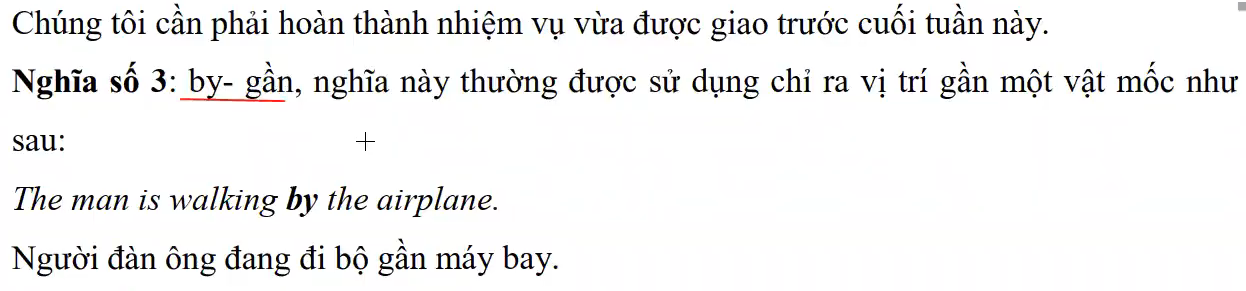 Chúng tôi cần phải hoàn thành nhiệm vụ vừa được giao trước cuối tuần này.
Nghĩa số 3: by- gần, nghĩa này thường được sử dụng chỉ ra vị trí gần một vật mốc như
sau:
The man is walking by the airplane.
Người đàn ông đang đi bộ gần máy bay.